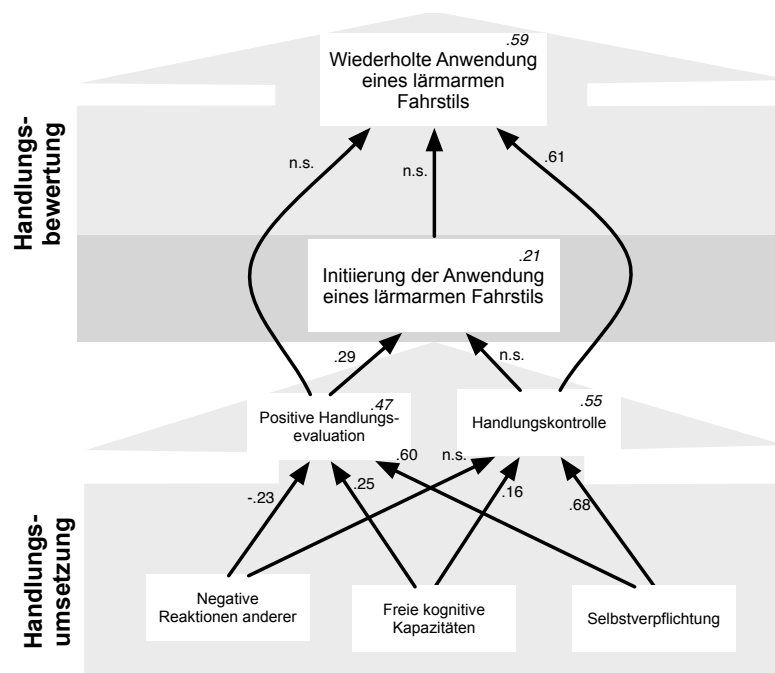 .59
Wiederholte Anwendung
eines lärmarmen
Fahrstils
Handlungs-
bewertung
n.s.
n.s.
.61
.21
Initiierung der Anwendung
eines lärmarmen Fahrstils
.29
n.s.
.47
Positive Handlungs-
evaluation
.55
Handlungskontrolle
Handlungs-
umsetzung
-.23
.25
.60
n.s.
.16
.68
Negative
Reaktionen anderer
Freie kognitive
Kapazitäten
Selbstverpflichtung